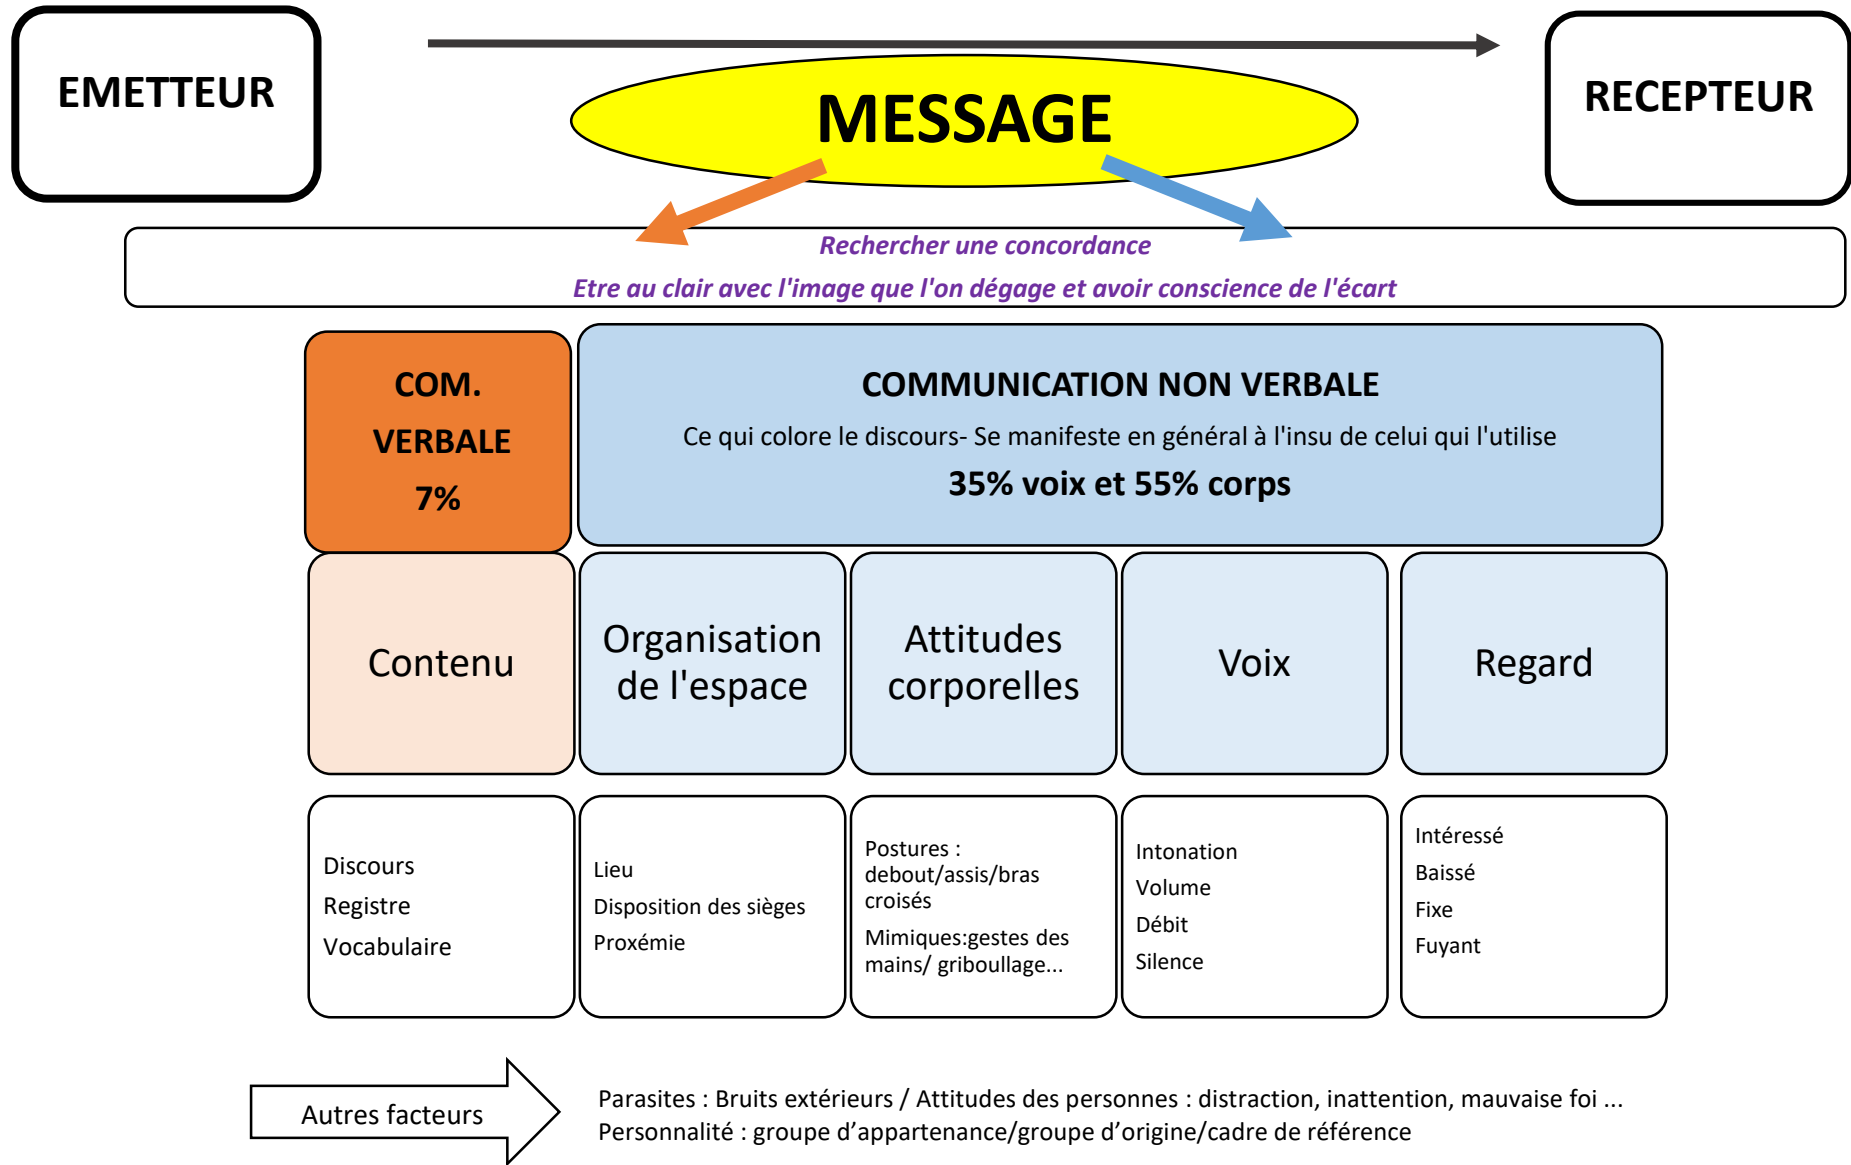 EMETTEUR
MESSAGE
RECEPTEUR
Rechercher une concordance
Etre au clair avec l'image que l'on dégage et avoir conscience de l'écart
COM.
VERBALE
7%
COMMUNICATION NON VERBALE
Ce qui colore le discours- Se manifeste en général à l'insu de celui qui l'utilise
35% voix et 55% corps
Contenu
Organisation
de l'espace
Attitudes
corporelles
Voix
Regard
Discours
Registre
Vocabulaire
Lieu
Disposition des sièges
Proxémie
Postures :
debout/assis/bras
croisés
Mimiques:gestes des
mains/ griboullage...
Intonation
Volume
Débit
Silence
Intéressé
Baissé
Fixe
Fuyant
Autres facteurs
Parasites : Bruits extérieurs / Attitudes des personnes : distraction, inattention, mauvaise foi ...
Personnalité : groupe d’appartenance/groupe d’origine/cadre de référence